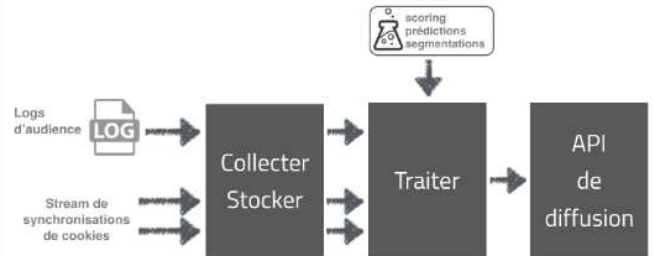 scoring
prédictions
segmentations
Logs
d'audience
LOG
Collecter
Stocker
Traiter
API
de
diffusion
Stream de
synchronisations
de cookies